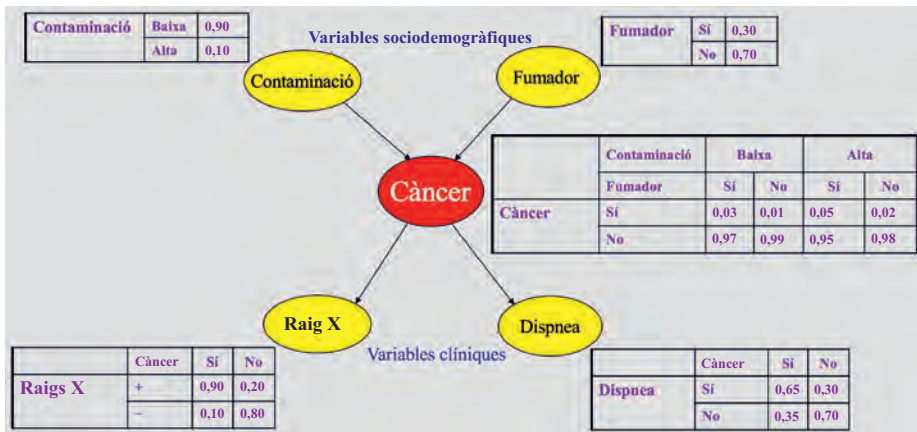 Contaminació Baixa 0,90
Alta 0,10
Variables sociodemogràfiques
Fumador Sí 0,30
No 0,70
Contaminació
Fumador
Càncer
Contaminació Baixa Alta
Fumador Sí No Sí No
Càncer Sí 0,03 0,01 0,05 0,02
No 0,97 0,99 0,95 0,98
Raig X
Dispnea
Variables clíniques
Càncer Sí No
Raigs X + 0,90 0,20
− 0,10 0,80
Càncer Sí No
Dispnea Sí 0,65 0,30
No 0,35 0,70